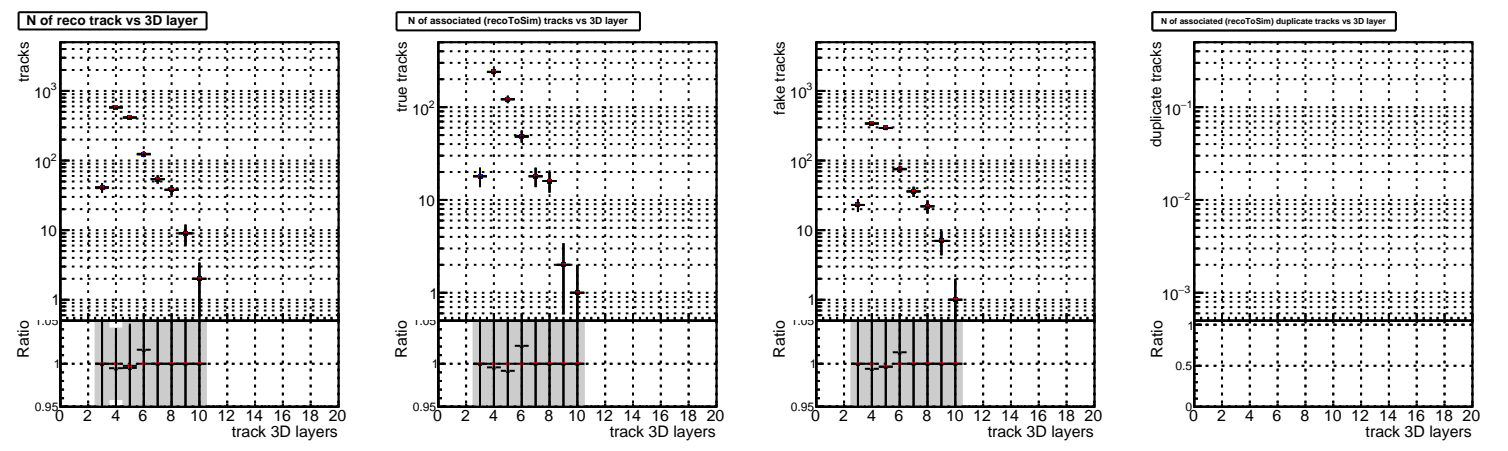 N of reco track vs 3D layer
tracks
10³
10²
10
1
Ratio
1.05
1
0.95
0 2 4 6 8 10 12 14 16 18 20
track 3D layers
N of associated (recoToSim) tracks vs 3D layer
true tracks
10²
10
1
Ratio
1.05
1
0.95
0 2 4 6 8 10 12 14 16 18 20
track 3D layers
fake tracks
10³
10²
10
1
Ratio
1.05
1
0.95
0 2 4 6 8 10 12 14 16 18 20
track 3D layers
N of associated (recoToSim) duplicate tracks vs 3D layer
duplicate tracks
10⁻¹
10⁻²
10⁻³
Ratio
1
0.5
0
0 2 4 6 8 10 12 14 16 18 20
track 3D layers